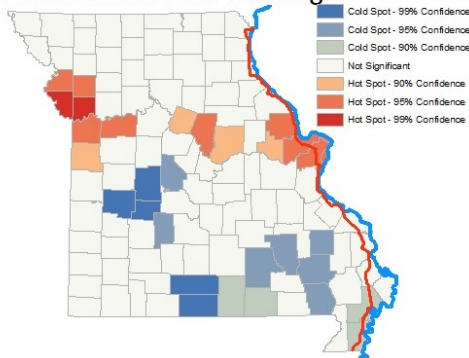 Cold Spot - 99% Confidence
Cold Spot - 95% Confidence
Cold Spot - 90% Confidence
Not Significant
Hot Spot - 90% Confidence
Hot Spot - 95% Confidence
Hot Spot - 99% Confidence